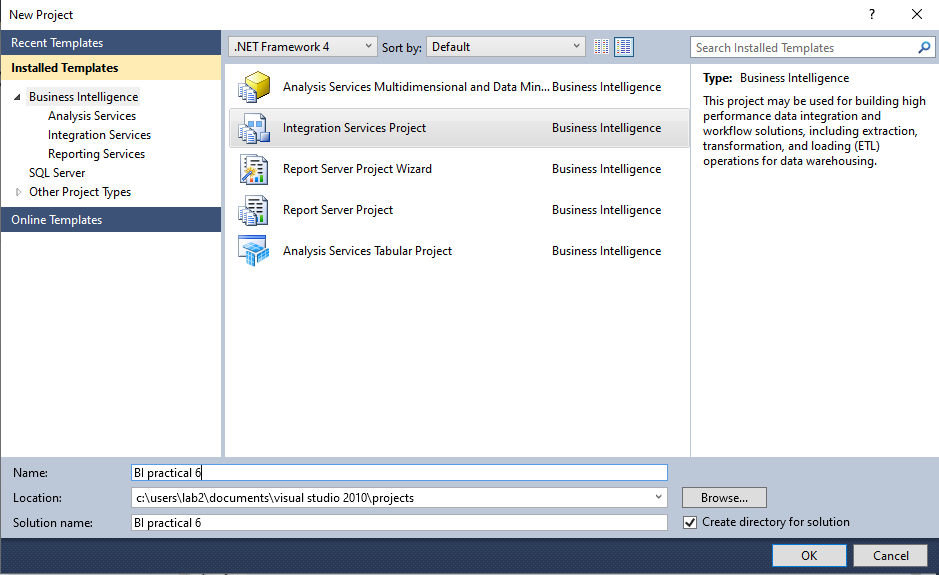 New Project
?
Recent Templates
Installed Templates
Business Intelligence
Analysis Services
Integration Services
Reporting Services
SQL Server
Other Project Types
Online Templates
.NET Framework 4
Sort by: Default
Analysis Services Multidimensional and Data Min... Business Intelligence
Integration Services Project Business Intelligence
Report Server Project Wizard Business Intelligence
Report Server Project Business Intelligence
Analysis Services Tabular Project Business Intelligence
Search Installed Templates
Type: Business Intelligence
This project may be used for building high
performance data integration and
workflow solutions, including extraction,
transformation, and loading (ETL)
operations for data warehousing.
Name: BI practical 6
Location: c:\users\lab2\documents\visual studio 2010\projects Browse...
Solution name: BI practical 6 Create directory for solution
OK Cancel